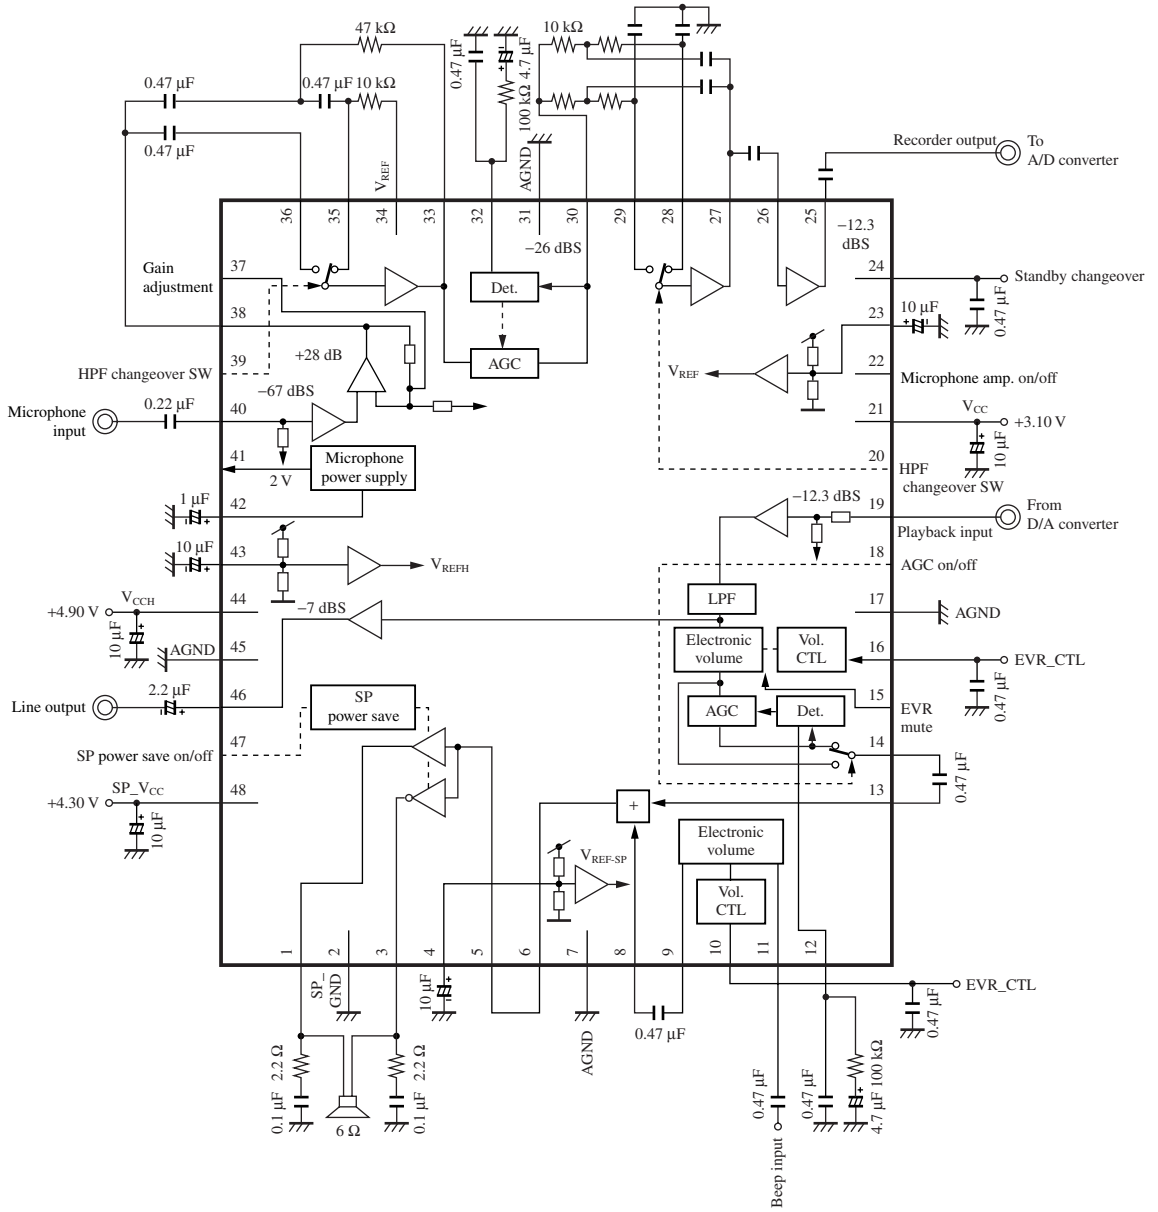 47 kΩ
10 kΩ
0.47 µF
0.47 µF
10 kΩ
0.47 µF
0.47 µF
4.7 µF
100 kΩ
VREF
AGND
Recorder output
To
A/D converter
36
35
34
33
32
31
30
29
28
27
26
25
−26 dBS
−12.3
dBS
Gain
adjustment
37
38
39
HPF changeover SW
+28 dB
−67 dBS
Det.
AGC
24
Standby changeover
0.47 µF
23
10 µF
VREF
22
Microphone amp. on/off
21
VCC
+3.10 V
10 µF
20
HPF
changeover SW
Microphone
input
0.22 µF
40
41
2 V
Microphone
power supply
1 µF
42
10 µF
43
VREFH
−12.3 dBS
19
Playback input
From
D/A converter
18
AGC on/off
+4.90 V
VCCH
10 µF
44
−7 dBS
LPF
17
AGND
AGND
45
Electronic
volume
Vol.
CTL
16
EVR_CTL
0.47 µF
Line output
2.2 µF
46
SP
power save
AGC
Det.
15
EVR
mute
SP power save on/off
47
14
0.47 µF
13
+4.30 V
SP_VCC
10 µF
48
+
Electronic
volume
Vol.
CTL
VREF-SP
1
2
3
4
5
6
7
8
9
10
11
12
SP_
GND
10 µF
AGND
0.47 µF
EVR_CTL
0.47 µF
2.2 Ω
0.1 µF
6 Ω
2.2 Ω
0.1 µF
0.47 µF
Beep input
0.47 µF
100 kΩ
4.7 µF